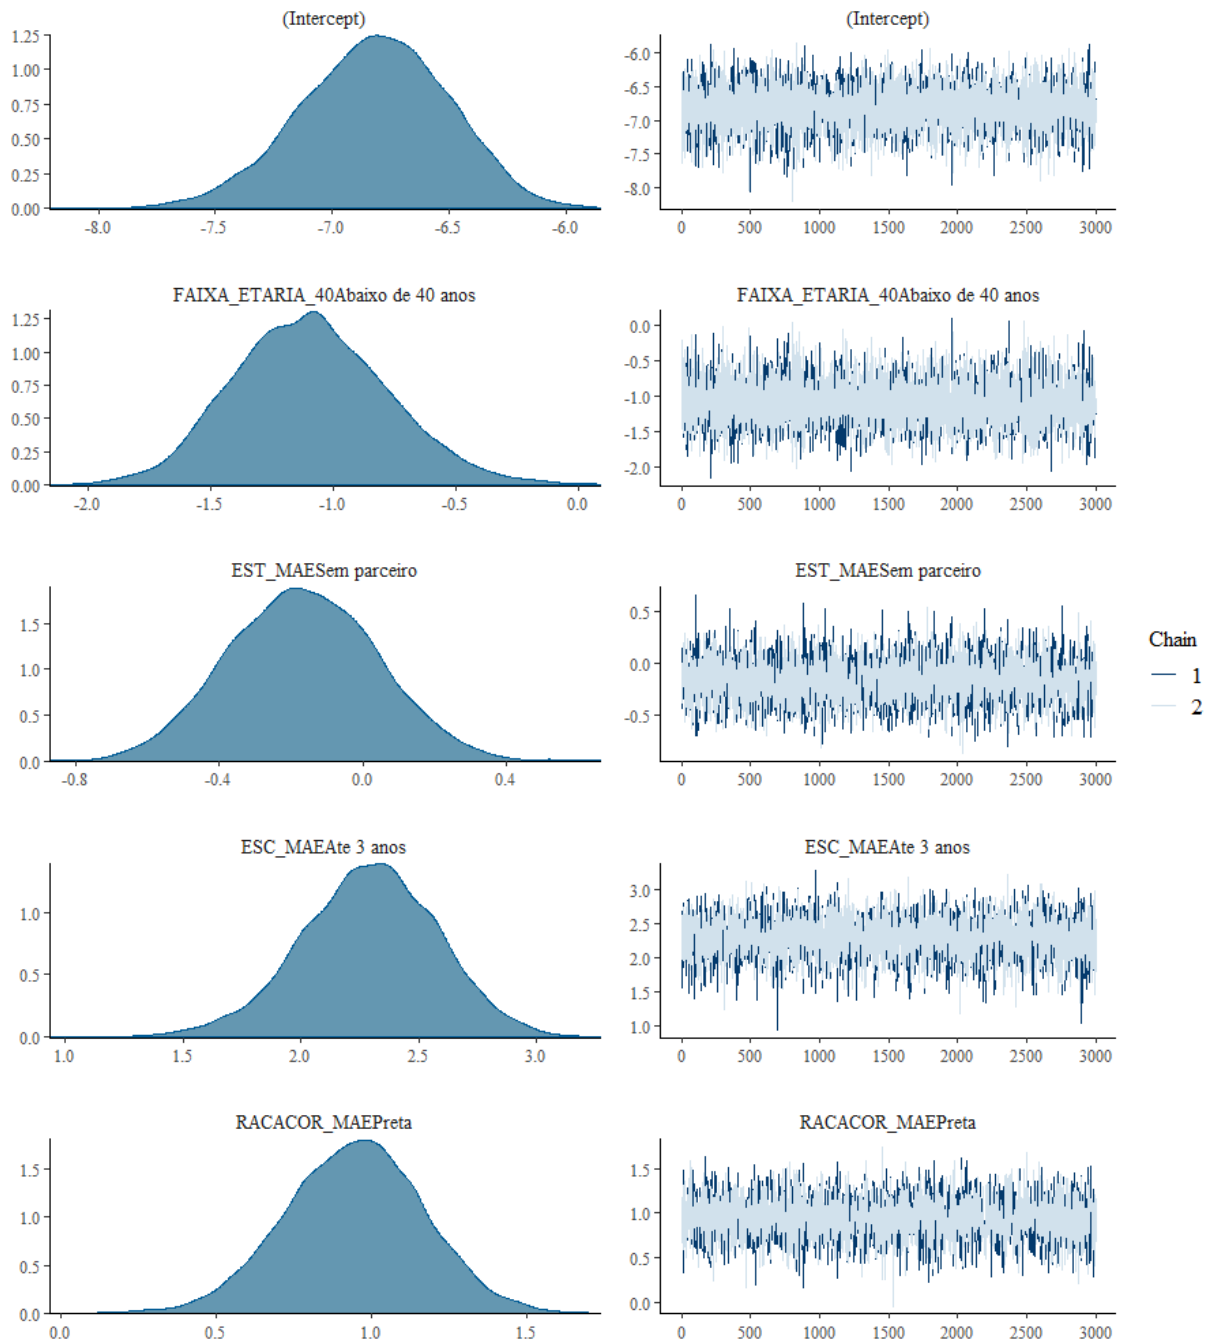 (Intercept)
(Intercept)
1.25
1.00
0.75
0.50
0.25
0.00
-8.0 -7.5 -7.0 -6.5 -6.0
-6.0
-6.5
-7.0
-7.5
-8.0
0 500 1000 1500 2000 2500 3000
FAIXA_ETARIA_40Abaixo de 40 anos
FAIXA_ETARIA_40Abaixo de 40 anos
1.25
1.00
0.75
0.50
0.25
0.00
-2.0 -1.5 -1.0 -0.5 0.0
0.0
-0.5
-1.0
-1.5
-2.0
0 500 1000 1500 2000 2500 3000
EST_MAESem parceiro
EST_MAESem parceiro
1.5
1.0
0.5
0.0
-0.8 -0.4 0.0 0.4
0.5
0.0
-0.5
0 500 1000 1500 2000 2500 3000
Chain
1
2
ESC_MAEAte 3 anos
ESC_MAEAte 3 anos
1.0
0.5
0.0
1.0 1.5 2.0 2.5 3.0
3.0
2.5
2.0
1.5
1.0
0 500 1000 1500 2000 2500 3000
RACACOR_MAEPreta
RACACOR_MAEPreta
1.5
1.0
0.5
0.0
0.0 0.5 1.0 1.5
1.5
1.0
0.5
0.0
0 500 1000 1500 2000 2500 3000